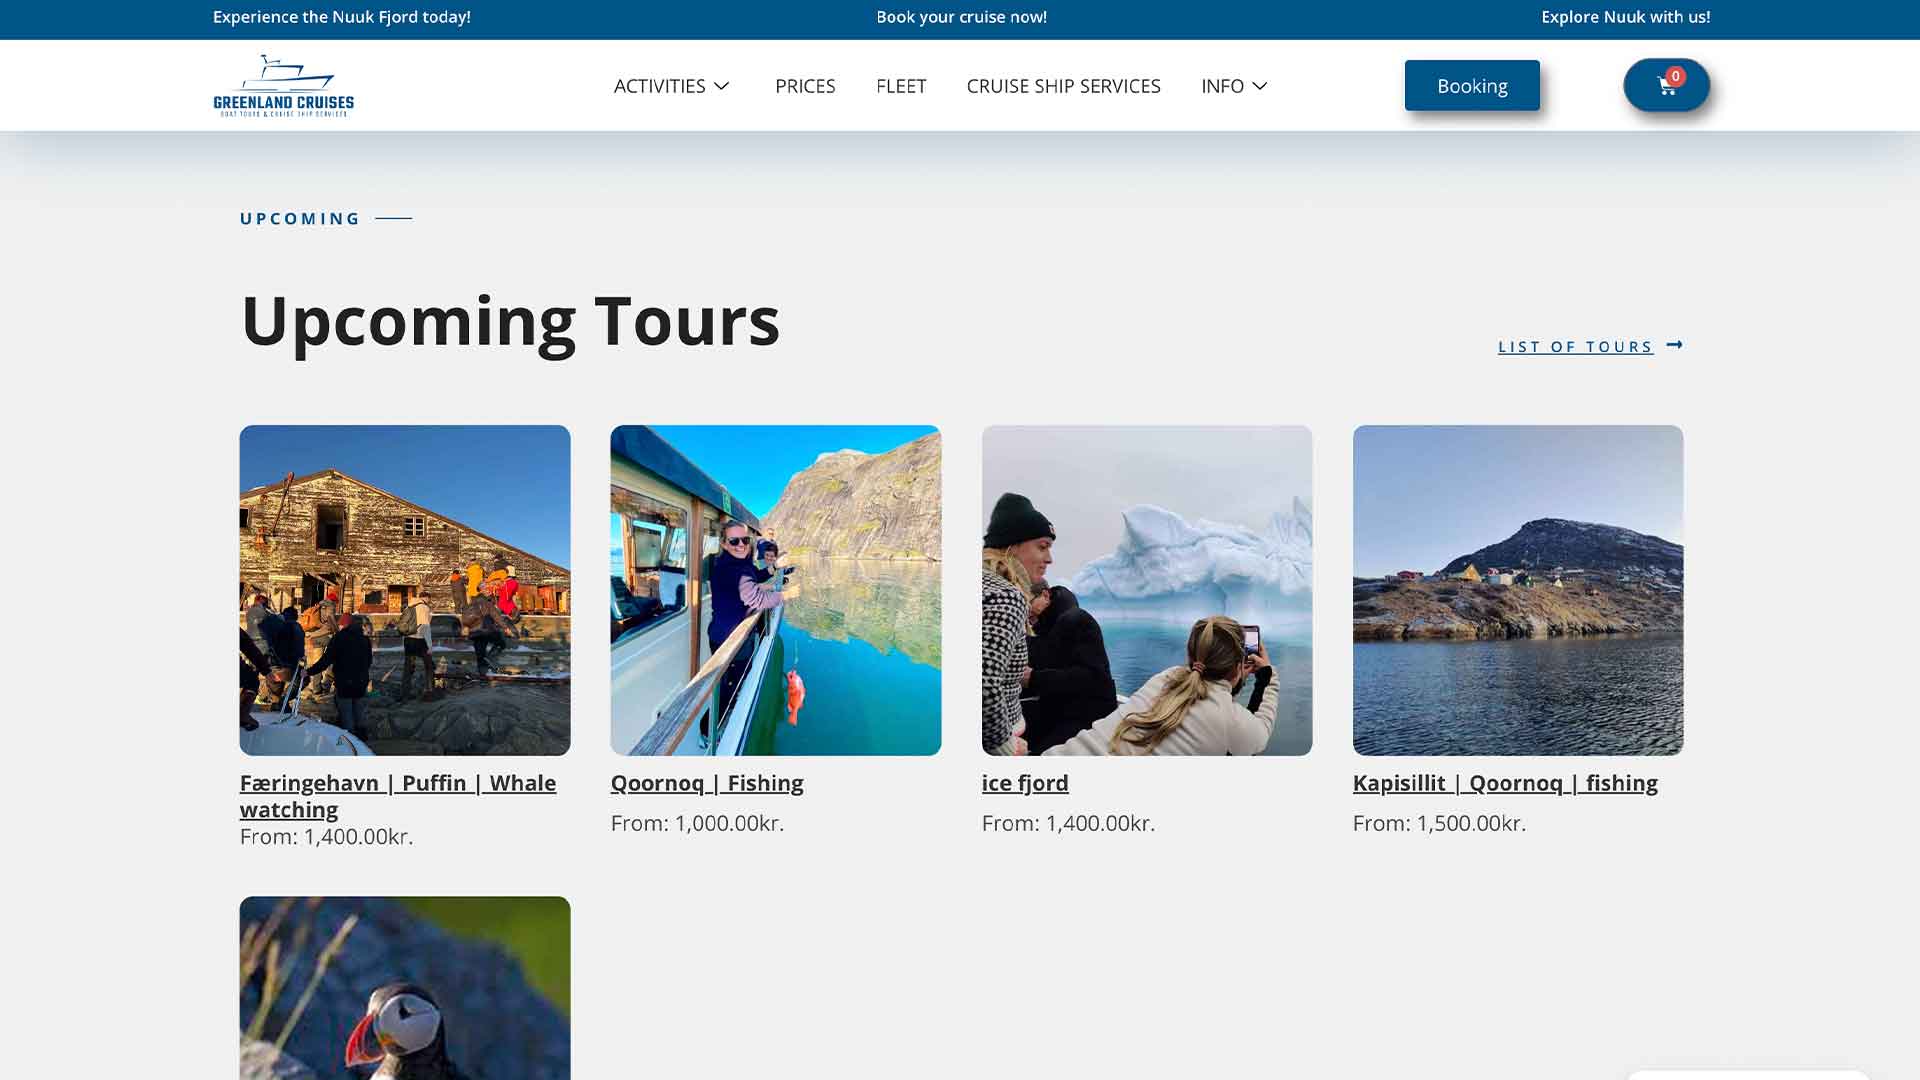 Experience the Nuuk Fjord today!
Book your cruise now!
Explore Nuuk with us!
GREENLAND CRUISES
BOAT TOURS & CRUISE SHIP SERVICES
ACTIVITIES
PRICES
FLEET
CRUISE SHIP SERVICES
INFO
Booking
0
UPCOMING
Upcoming Tours
LIST OF TOURS
Færingehavn | Puffin | Whale
watching
From: 1,400.00kr.
Qoornoq | Fishing
From: 1,000.00kr.
ice fjord
From: 1,400.00kr.
Kapisillit | Qoornoq | fishing
From: 1,500.00kr.